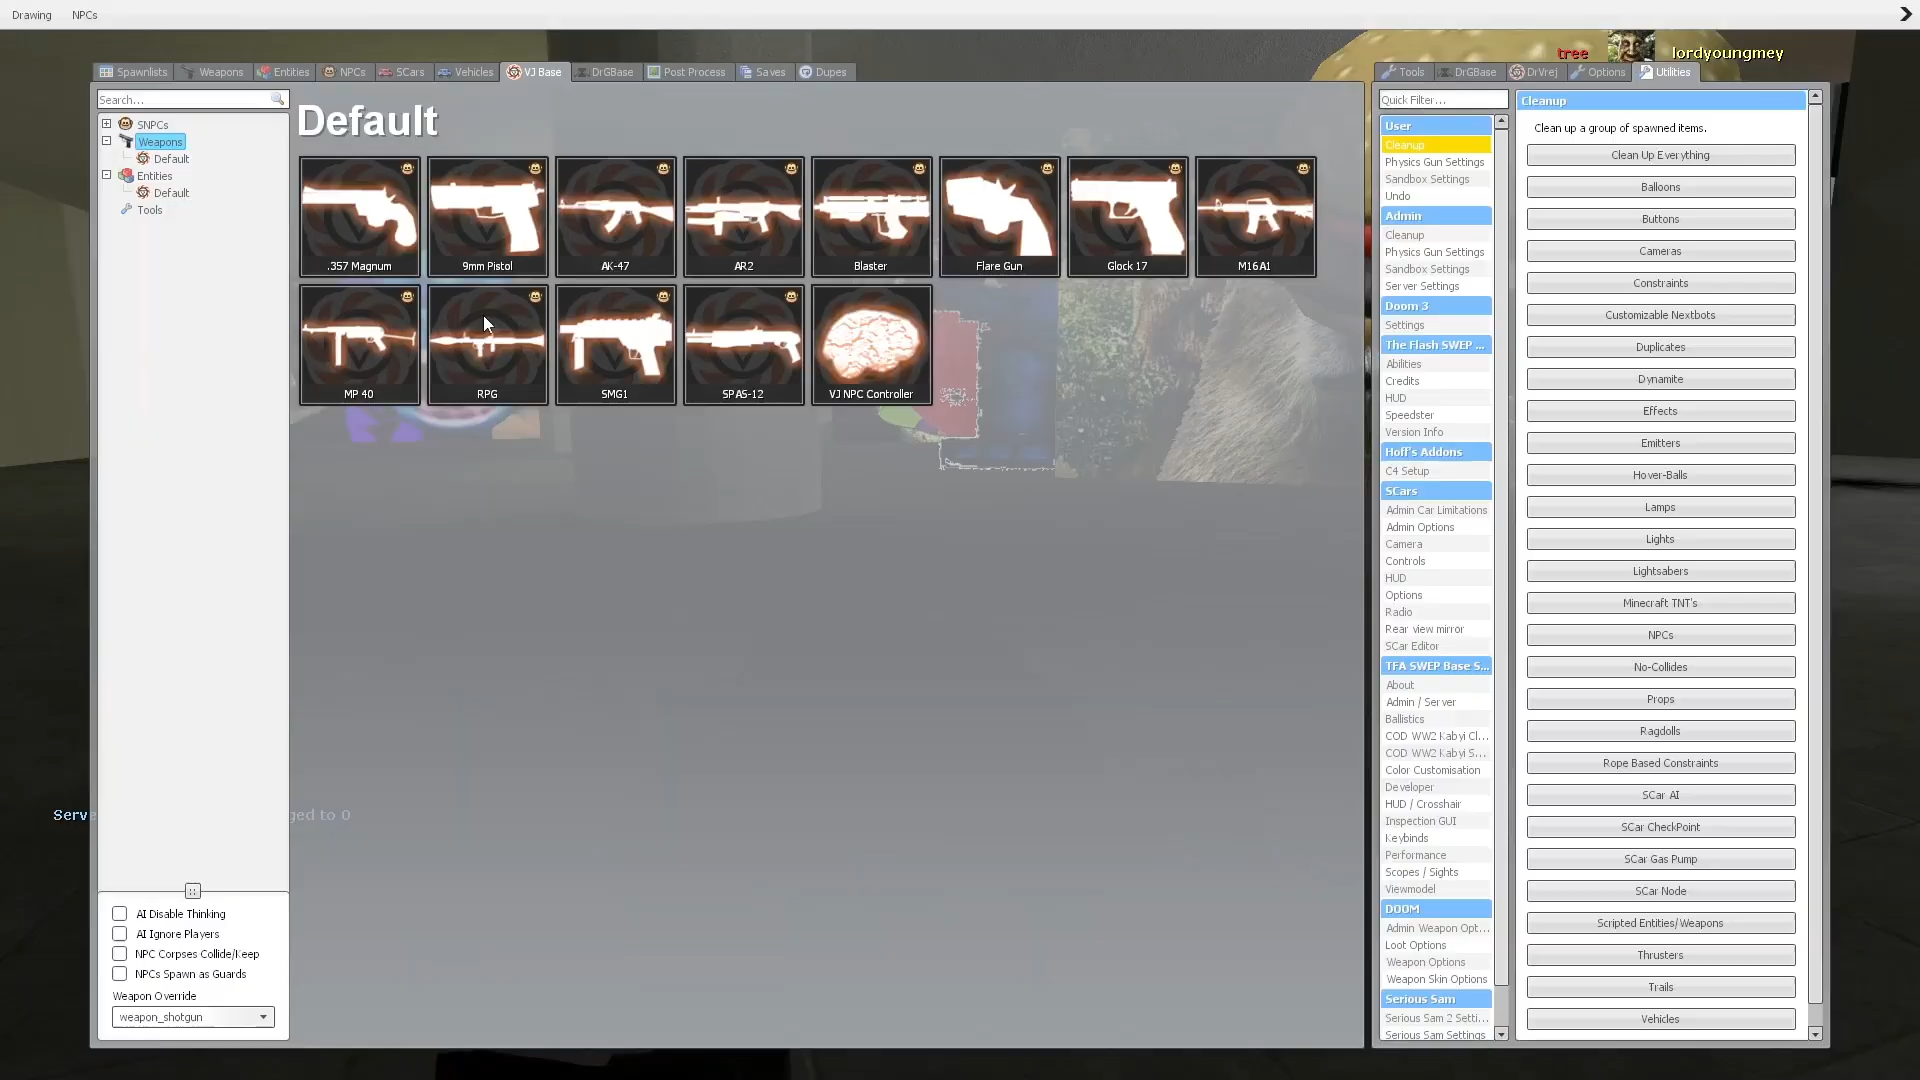 Drawing NPCs
tree lordyoungmey
Spawnlists Weapons Entities NPCs SCars Vehicles VJ Base DrGBase Post Process Saves Dupes
Search...
SNPCs
Weapons
Default
Entities
Default
Tools
Default
.357 Magnum 9mm Pistol AK-47 AR2 Blaster Flare Gun Glock 17 M16A1
MP 40 RPG SMG1 SPAS-12 VJ NPC Controller
Serve
ged to 0
AI Disable Thinking
AI Ignore Players
NPC Corpses Collide/Keep
NPCs Spawn as Guards
Weapon Override
weapon_shotgun
Tools DrGBase DrVrej Options Utilities
Quick Filter...
User
Cleanup
Physics Gun Settings
Sandbox Settings
Undo
Admin
Cleanup
Physics Gun Settings
Sandbox Settings
Server Settings
Doom 3
Settings
The Flash SWEP ...
Abilities
Credits
HUD
Speedster
Version Info
Hoff's Addons
C4 Setup
SCars
Admin Car Limitations
Admin Options
Camera
Controls
HUD
Options
Radio
Rear view mirror
SCar Editor
TFA SWEP Base S...
About
Admin / Server
Ballistics
COD WW2 Kabyi Cl...
COD WW2 Kabyi S...
Color Customisation
Developer
HUD / Crosshair
Inspection GUI
Keybinds
Performance
Scopes / Sights
Viewmodel
DOOM
Admin Weapon Opt...
Loot Options
Weapon Options
Weapon Skin Options
Serious Sam
Serious Sam 2 Setti...
Serious Sam Settings
Cleanup
Clean up a group of spawned items.
Clean Up Everything
Balloons
Buttons
Cameras
Constraints
Customizable Nextbots
Duplicates
Dynamite
Effects
Emitters
Hover-Balls
Lamps
Lights
Lightsabers
Minecraft TNT's
NPCs
No-Collides
Props
Ragdolls
Rope Based Constraints
SCar AI
SCar CheckPoint
SCar Gas Pump
SCar Node
Scripted Entities/Weapons
Thrusters
Trails
Vehicles